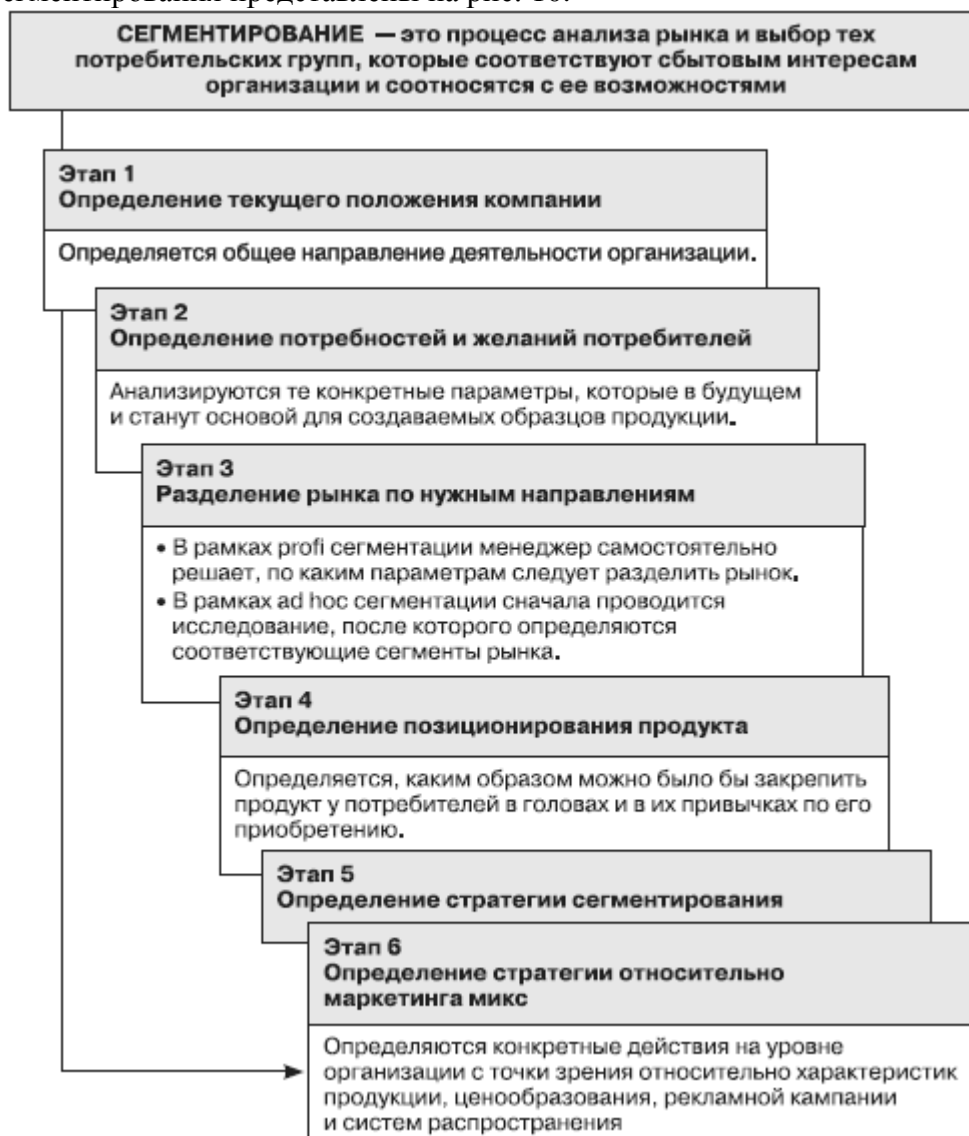 сегментирования представлены на рис. 10.
СЕГМЕНТИРОВАНИЕ — это процесс анализа рынка и выбор тех
потребительских групп, которые соответствуют сбытовым интересам
организации и соотносятся с ее возможностями
Этап 1
Определение текущего положения компании
Определяется общее направление деятельности организации.
Этап 2
Определение потребностей и желаний потребителей
Анализируются те конкретные параметры, которые в будущем
и станут основой для создаваемых образцов продукции.
Этап 3
Разделение рынка по нужным направлениям
• В рамках profi сегментации менеджер самостоятельно
решает, по каким параметрам следует разделить рынок.
• В рамках ad hoc сегментации сначала проводится
исследование, после которого определяются
соответствующие сегменты рынка.
Этап 4
Определение позиционирования продукта
Определяется, каким образом можно было бы закрепить
продукт у потребителей в головах и в их привычках по его
приобретению.
Этап 5
Определение стратегии сегментирования
Этап 6
Определение стратегии относительно
маркетинга микс
Определяются конкретные действия на уровне
организации с точки зрения относительно характеристик
продукции, ценообразования, рекламной кампании
и систем распространения